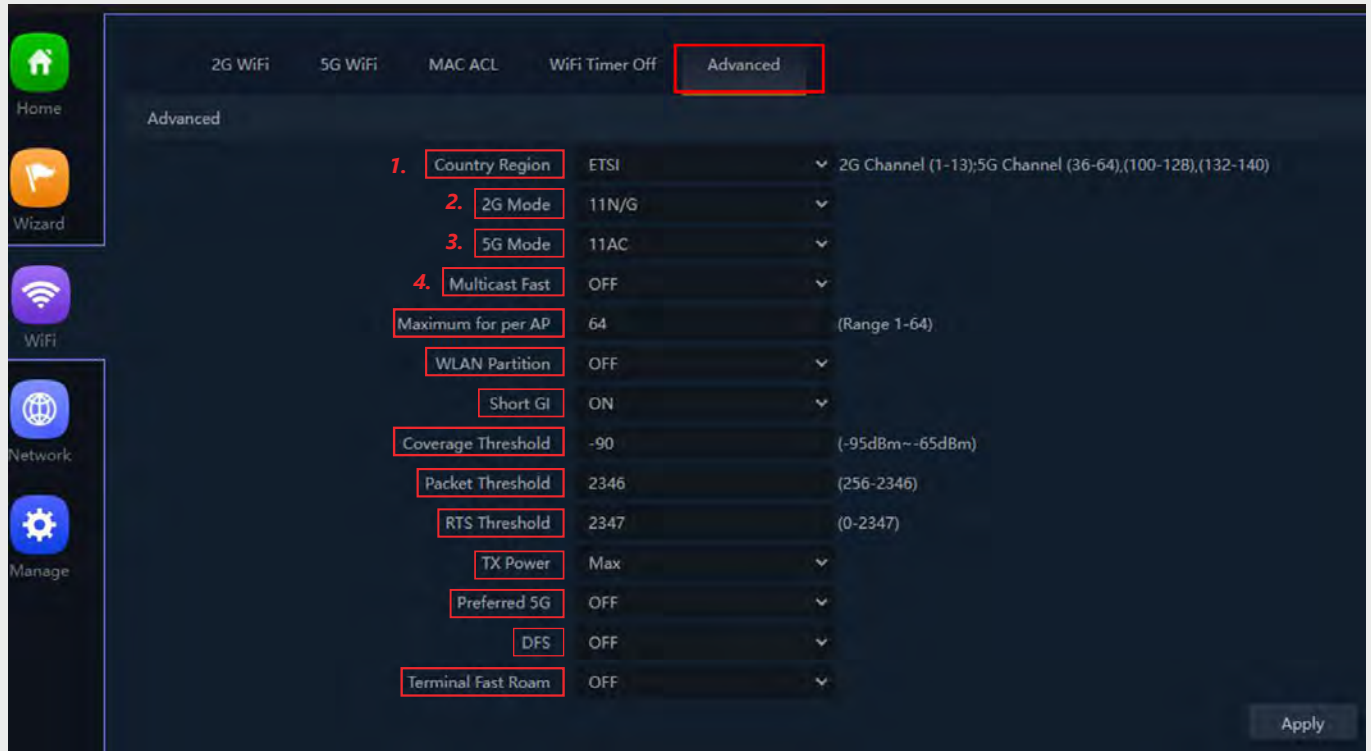 2G WiFi 5G WiFi MAC ACL WiFi Timer Off Advanced
Home
Advanced
1. Country Region ETSI 2G Channel (1-13);5G Channel (36-64),(100-128),(132-140)
2. 2G Mode 11N/G
Wizard
3. 5G Mode 11AC
4. Multicast Fast OFF
Maximum for per AP 64 (Range 1-64)
WiFi
WLAN Partition OFF
Short GI ON
Coverage Threshold -90 (-95dBm~-65dBm)
Network
Packet Threshold 2346 (256-2346)
RTS Threshold 2347 (0-2347)
TX Power Max
Manage
Preferred 5G OFF
DFS OFF
Terminal Fast Roam OFF
Apply